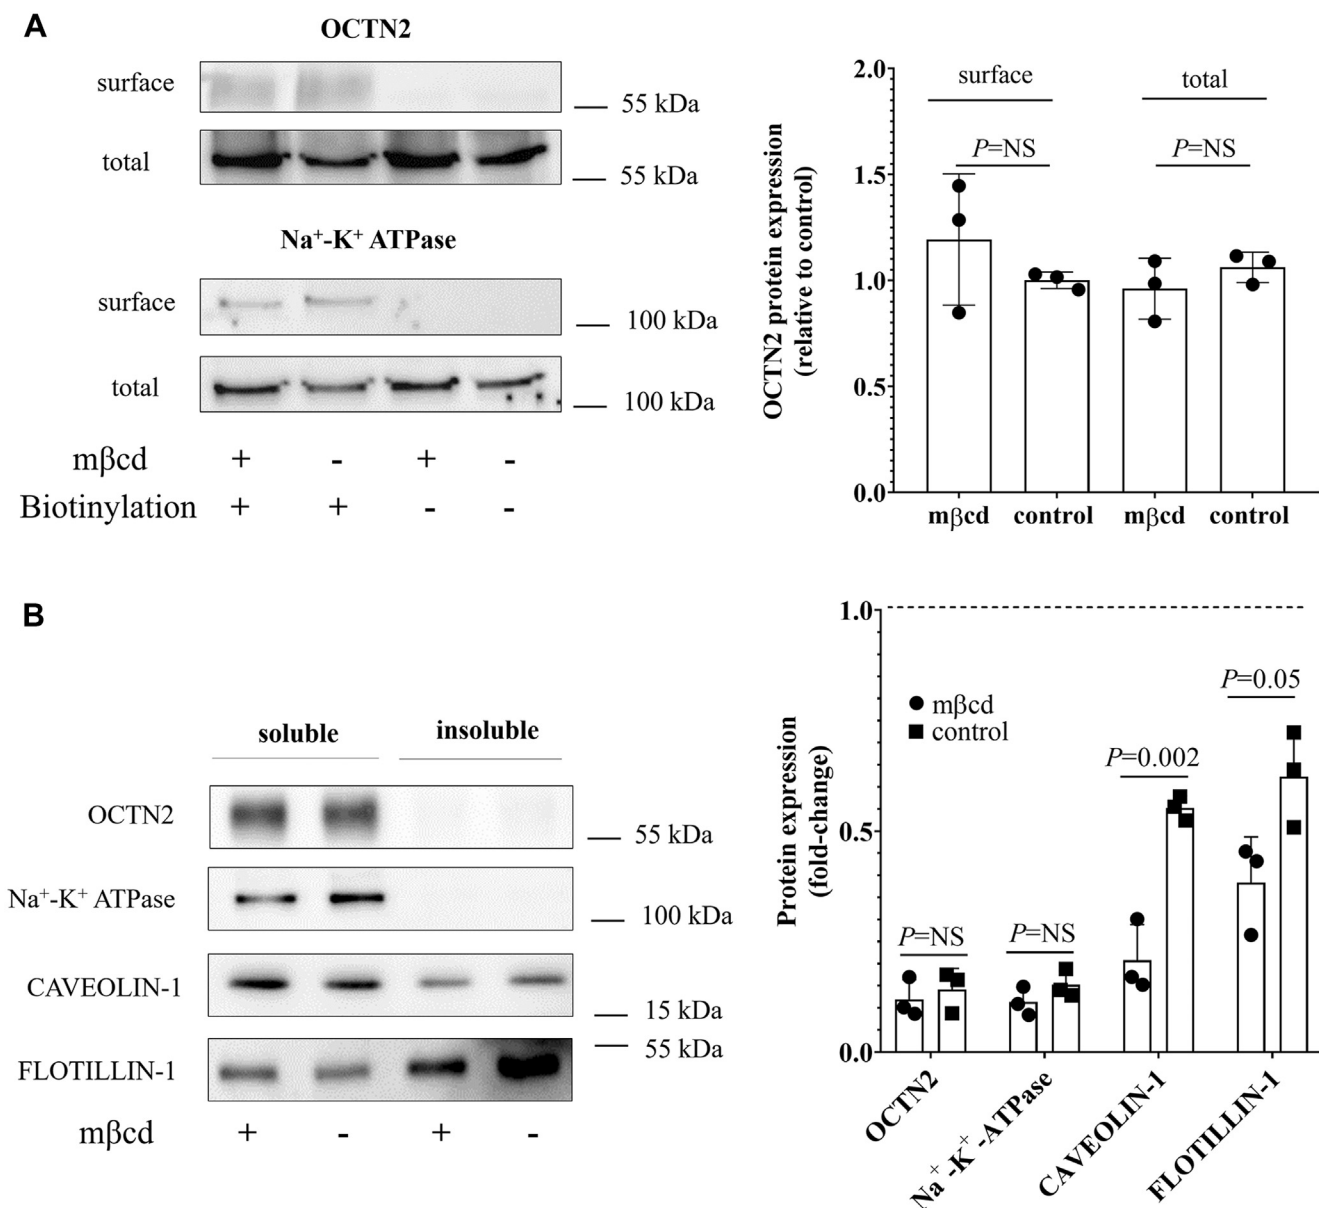 A
OCTN2
surface
55 kDa
total
55 kDa
Na⁺-K⁺ ATPase
surface
100 kDa
total
100 kDa
mβcd + - + -
Biotinylation + + - -
OCTN2 protein expression
(relative to control)
2.0
1.5
1.0
0.5
0.0
surface
total
P=NS
P=NS
mβcd control mβcd control
B
soluble insoluble
OCTN2
55 kDa
Na⁺-K⁺ ATPase
100 kDa
CAVEOLIN-1
15 kDa
55 kDa
FLOTILLIN-1
mβcd + - + -
Protein expression
(fold-change)
1.0
0.5
0.0
mβcd
control
P=NS
P=NS
P=0.002
P=0.05
OCTN2
Na⁺-K⁺-ATPase
CAVEOLIN-1
FLOTILLIN-1